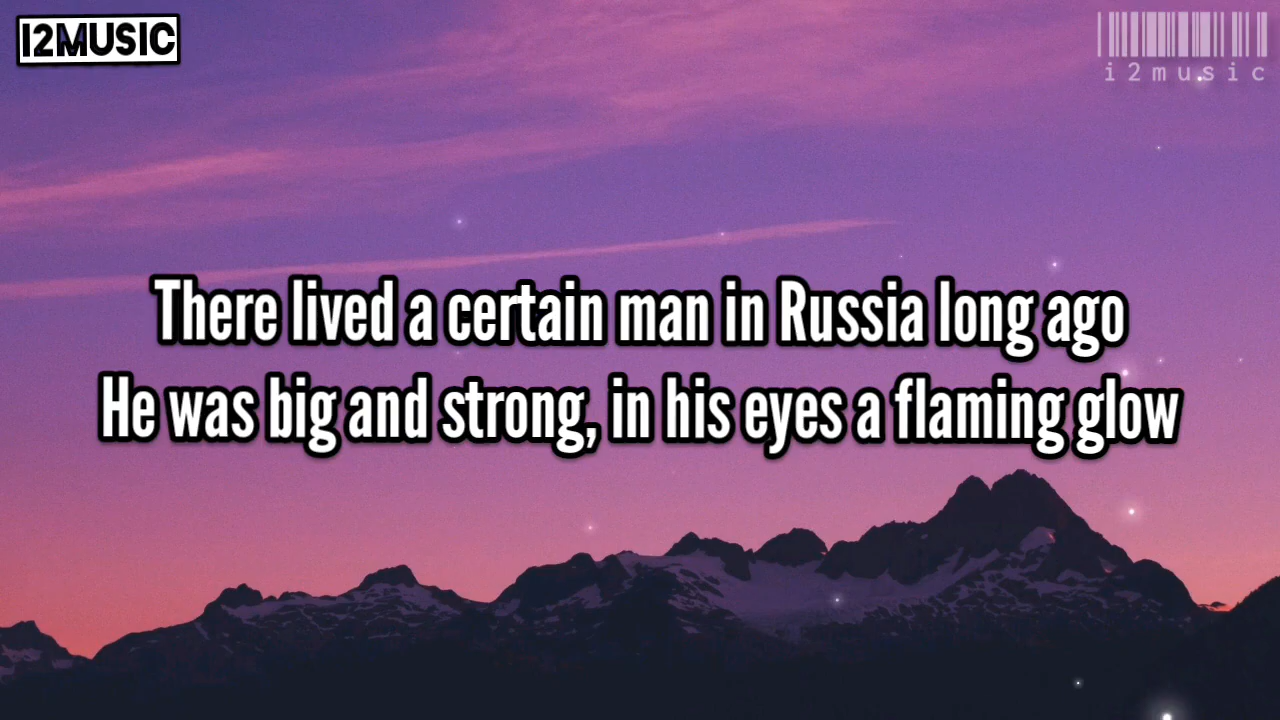 I2MUSIC
i2music
There lived a certain man in Russia long ago
He was big and strong, in his eyes a flaming glow